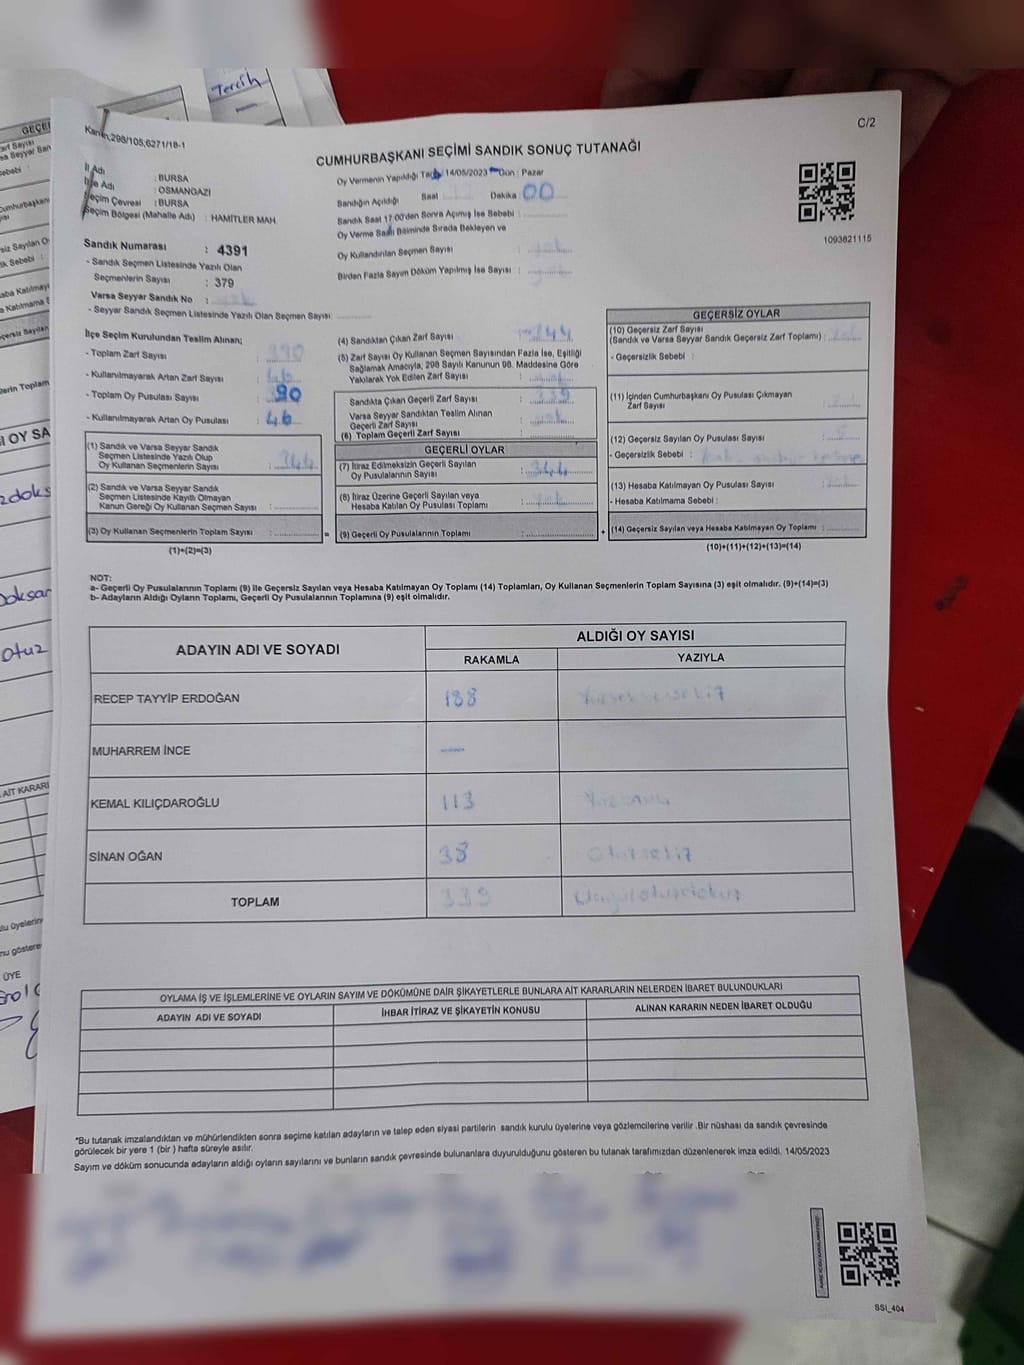 Tercih
C/2
Kanun:298/105,6271/18-1
CUMHURBAŞKANI SEÇİMİ SANDIK SONUÇ TUTANAĞI
İl Adı : BURSA
İlçe Adı : OSMANGAZİ
Seçim Çevresi : BURSA
Seçim Bölgesi (Mahalle Adı) : HAMİTLER MAH.
Oy Vermenin Yapıldığı Tarih 14/05/2023 Gün : Pazar
Sandığın Açıldığı Saat Dakika 00
Sandık Saat 17:00'den Sonra Açımış İse Sebebi :
Oy Verme Saati Bitiminde Sırada Bekleyen ve
Oy Kullandırılan Seçmen Sayısı :
Birden Fazla Sayım Döküm Yapılmış İse Sayısı :
1093821115
Sandık Numarası : 4391
- Sandık Seçmen Listesinde Yazılı Olan
Seçmenlerin Sayısı : 379
Varsa Seyyar Sandık No :
- Seyyar Sandık Seçmen Listesinde Yazılı Olan Seçmen Sayısı:
İlçe Seçim Kurulundan Teslim Alınan;
- Toplam Zarf Sayısı : 390
- Kullanılmayarak Artan Zarf Sayısı : 46
- Toplam Oy Pusulası Sayısı : 390
- Kullanılmayarak Artan Oy Pusulası : 46
(1) Sandık ve Varsa Seyyar Sandık
Seçmen Listesinde Yazılı Olup
Oy Kullanan Seçmenlerin Sayısı : 344
(2) Sandık ve Varsa Seyyar Sandık
Seçmen Listesinde Kayıtlı Olmayan
Kanun Gereği Oy Kullanan Seçmen Sayısı :
(3) Oy Kullanan Seçmenlerin Toplam Sayısı : =
(1)+(2)=(3)
(4) Sandıktan Çıkan Zarf Sayısı : 344
(5) Zarf Sayısı Oy Kullanan Seçmen Sayısından Fazla İse, Eşitliği
Sağlamak Amacıyla, 298 Sayılı Kanunun 98. Maddesine Göre
Yakılarak Yok Edilen Zarf Sayısı :
Sandıkta Çıkan Geçerli Zarf Sayısı : 339
Varsa Seyyar Sandıktan Teslim Alınan
Geçerli Zarf Sayısı :
(6) Toplam Geçerli Zarf Sayısı :
GEÇERLİ OYLAR
(7) İtiraz Edilmeksizin Geçerli Sayılan
Oy Pusulalarının Sayısı : 344
(8) İtiraz Üzerine Geçerli Sayılan veya
Hesaba Katılan Oy Pusulası Toplamı :
(9) Geçerli Oy Pusulalarının Toplamı : +
GEÇERSİZ OYLAR
(10) Geçersiz Zarf Sayısı
(Sandık ve Varsa Seyyar Sandık Geçersiz Zarf Toplamı) :
- Geçersizlik Sebebi :
(11) İçinden Cumhurbaşkanı Oy Pusulası Çıkmayan
Zarf Sayısı :
(12) Geçersiz Sayılan Oy Pusulası Sayısı : 5
- Geçersizlik Sebebi :
(13) Hesaba Katılmayan Oy Pusulası Sayısı :
- Hesaba Katılmama Sebebi :
(14) Geçersiz Sayılan veya Hesaba Katılmayan Oy Toplamı :
(10)+(11)+(12)+(13)=(14)
NOT:
a- Geçerli Oy Pusulalarının Toplamı (9) ile Geçersiz Sayılan veya Hesaba Katılmayan Oy Toplamı (14) Toplamları, Oy Kullanan Seçmenlerin Toplam Sayısına (3) eşit olmalıdır. (9)+(14)=(3)
b- Adayların Aldığı Oyların Toplamı, Geçerli Oy Pusulalarının Toplamına (9) eşit olmalıdır.
ADAYIN ADI VE SOYADI
ALDIĞI OY SAYISI
RAKAMLA YAZIYLA
RECEP TAYYİP ERDOĞAN 188 Yüzseksensekiz
MUHARREM İNCE —
KEMAL KILIÇDAROĞLU 113
SİNAN OĞAN 38 Otuzsekiz
TOPLAM 339
OYLAMA İŞ VE İŞLEMLERİNE VE OYLARIN SAYIM VE DÖKÜMÜNE DAİR ŞİKAYETLERLE BUNLARA AİT KARARLARIN NELERDEN İBARET BULUNDUKLARI
ADAYIN ADI VE SOYADI İHBAR İTİRAZ VE ŞİKAYETİN KONUSU ALINAN KARARIN NEDEN İBARET OLDUĞU
*Bu tutanak imzalandıktan ve mühürlendikten sonra seçime katılan adayların ve talep eden siyasi partilerin sandık kurulu üyelerine veya gözlemcilerine verilir .Bir nüshası da sandık çevresinde
görülecek bir yere 1 (bir ) hafta süreyle asılır.
Sayım ve döküm sonucunda adayların aldığı oyların sayılarını ve bunların sandık çevresinde bulunanlara duyurulduğunu gösteren bu tutanak tarafımızdan düzenlenerek imza edildi. 14/05/2023
SSI_404